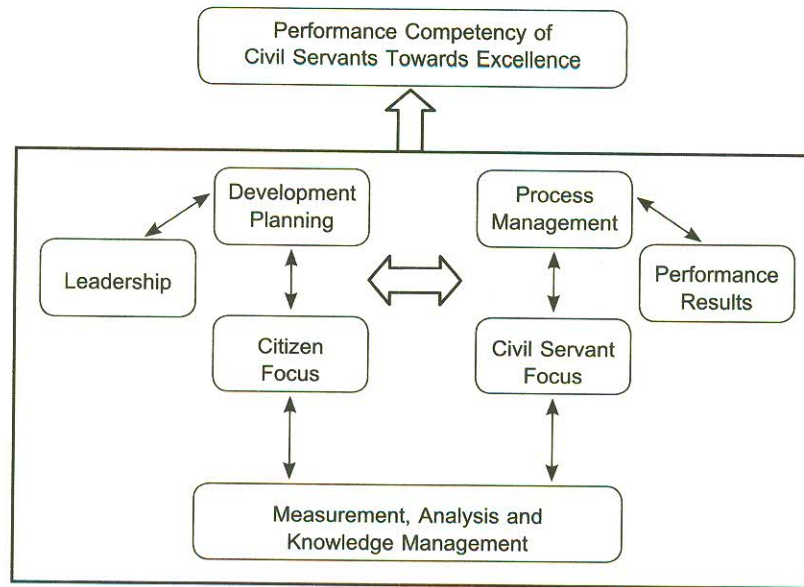 Performance Competency of
Civil Servants Towards Excellence
Development
Planning
Process
Management
Leadership
Performance
Results
Citizen
Focus
Civil Servant
Focus
Measurement, Analysis and
Knowledge Management